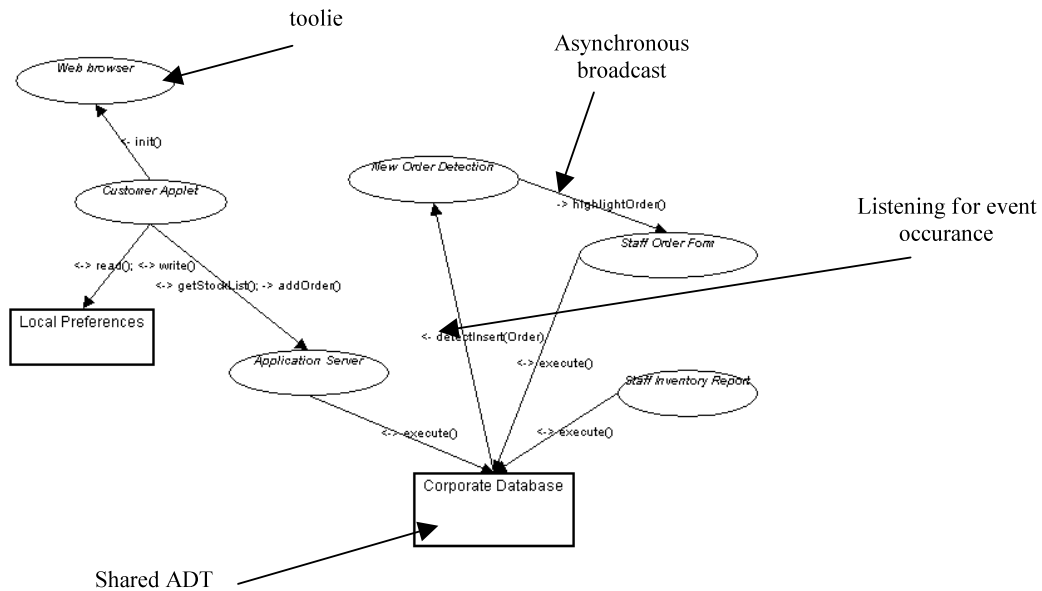 toolie
Asynchronous
broadcast
Web browser
<- init()
New Order Detection
Customer Applet
-> highlightOrder()
Listening for event
occurance
Staff Order Form
<-> read(); <-> write()
<-> getStockList(); -> addOrder()
Local Preferences
<- detectInsert(Order)
Application Server
<-> execute()
Staff Inventory Report
<-> execute()
<-> execute()
Corporate Database
Shared ADT